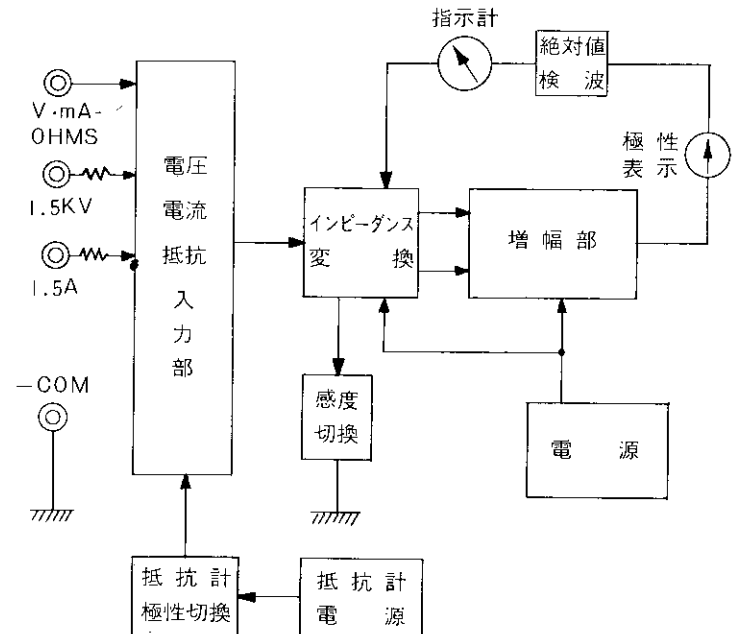 指示計
絶対値
検波
V・mA-
OHMS
極性
表示
1.5KV
電圧
電流
抵抗
入
力
部
インピーダンス
変換
増幅部
1.5A
-COM
感度
切換
電源
抵抗計
極性切換
抵抗計
電源